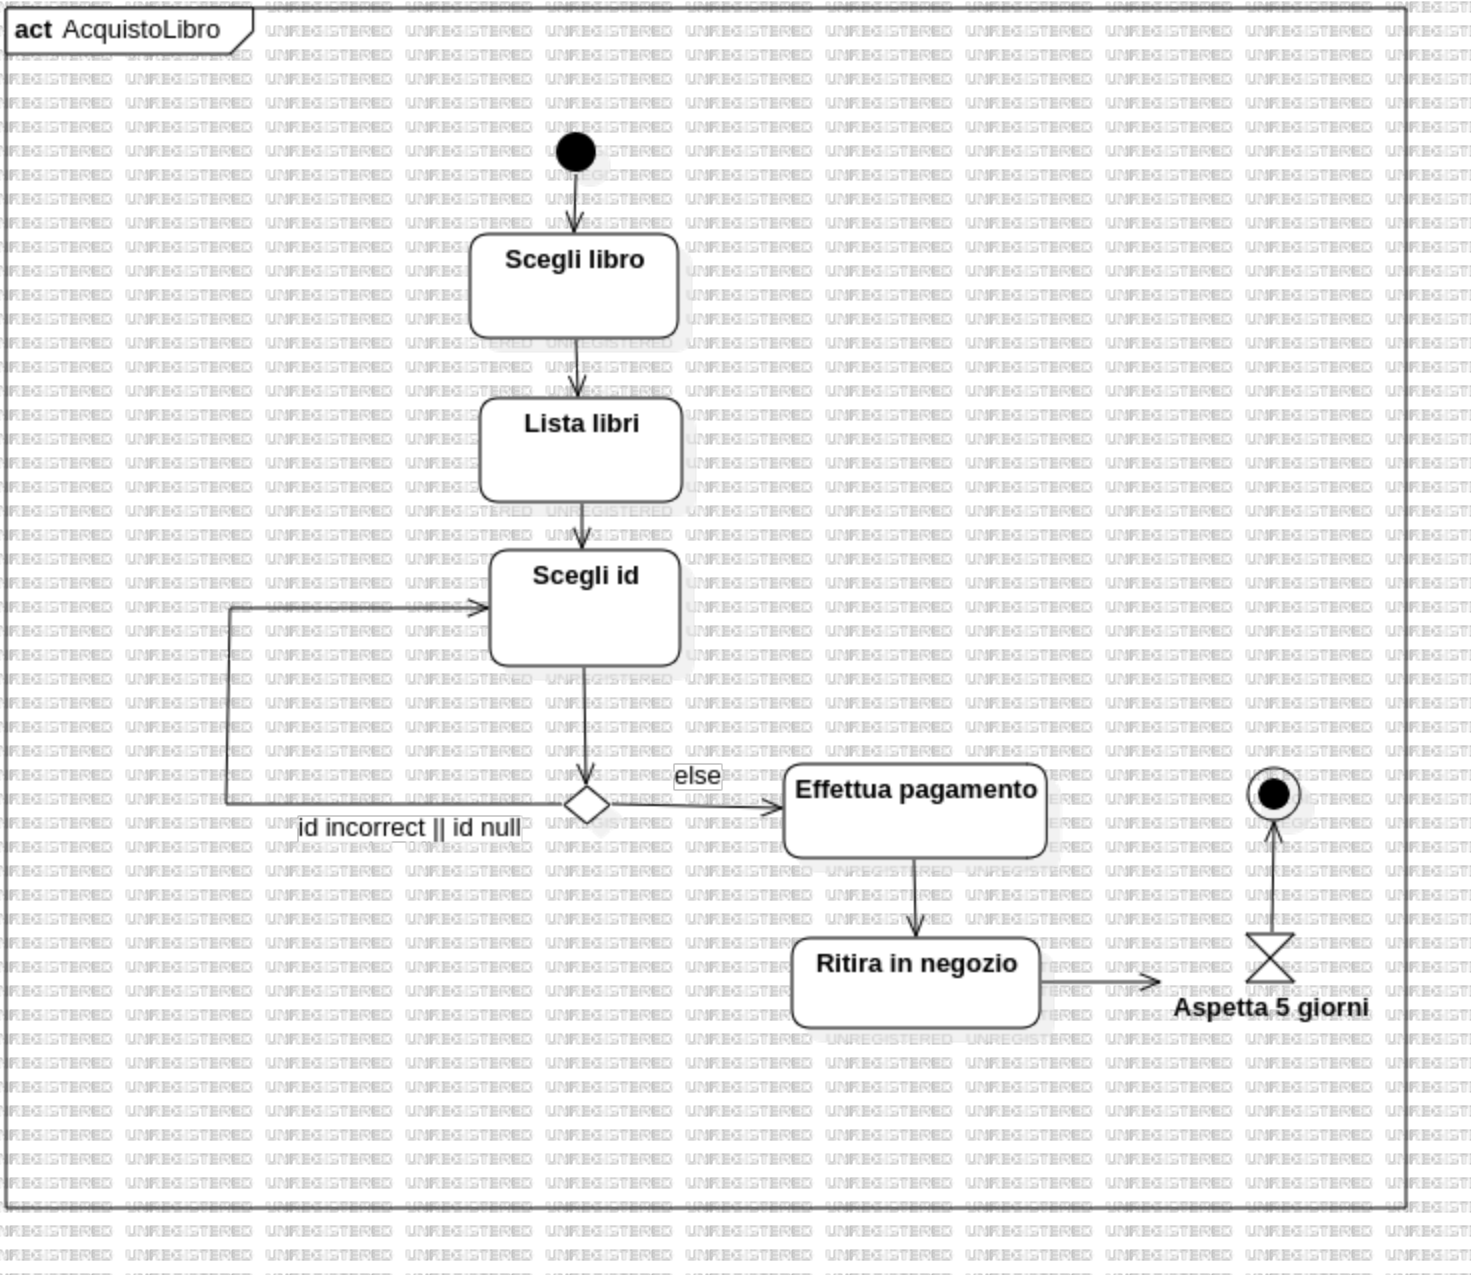 act AcquistoLibro
Scegli libro
Lista libri
Scegli id
else
Effettua pagamento
id incorrect || id null
Ritira in negozio
Aspetta 5 giorni
UNREGISTERED